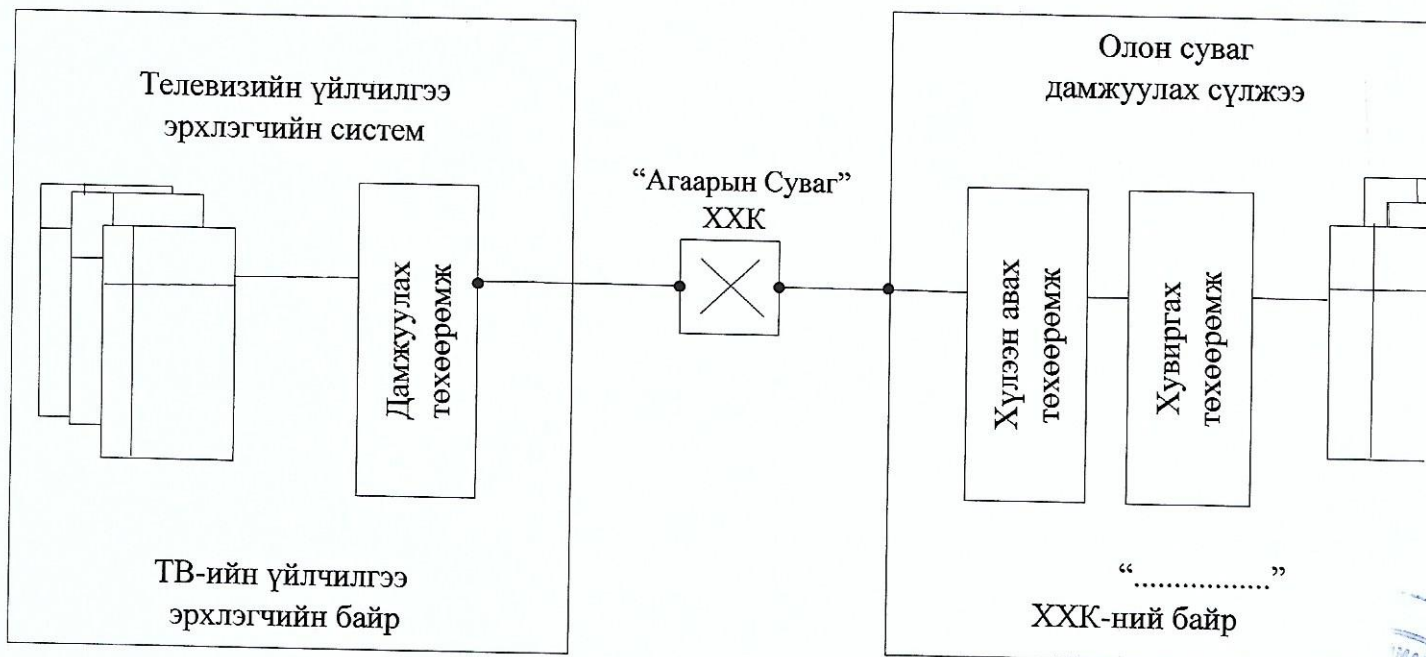 Телевизийн үйлчилгээ
эрхлэгчийн систем
Дамжуулах
төхөөрөмж
ТВ-ийн үйлчилгээ
эрхлэгчийн байр
“Агаарын Суваг”
ХХК
Олон суваг
дамжуулах сүлжээ
Хүлээн авах
төхөөрөмж
Хувиргах
төхөөрөмж
“..................”
ХХК-ний байр